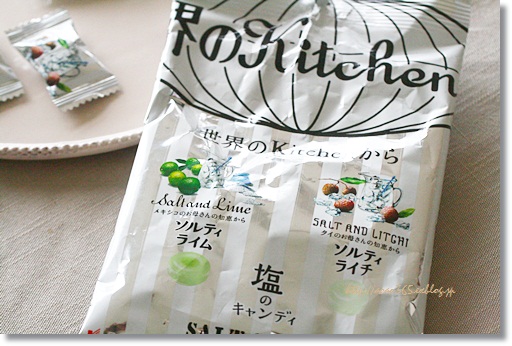 界のKitchen
世界のKitchenから
Salt and Lime
メキシコのお母さんの知恵から
ソルティ
ライム
SALT AND LITCHI
タイのお母さんの知恵から
ソルティ
ライチ
塩
の
キャンディ